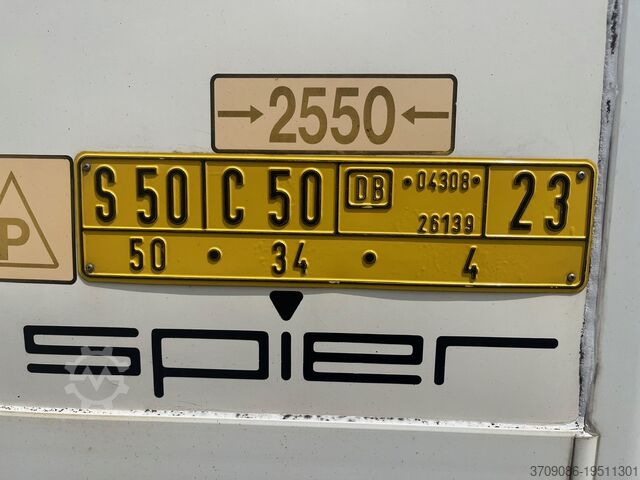 →2550←
P
S 50 C 50 DB •04308• 23
26139
50 • 34 • 4
spier
3709086-19511301